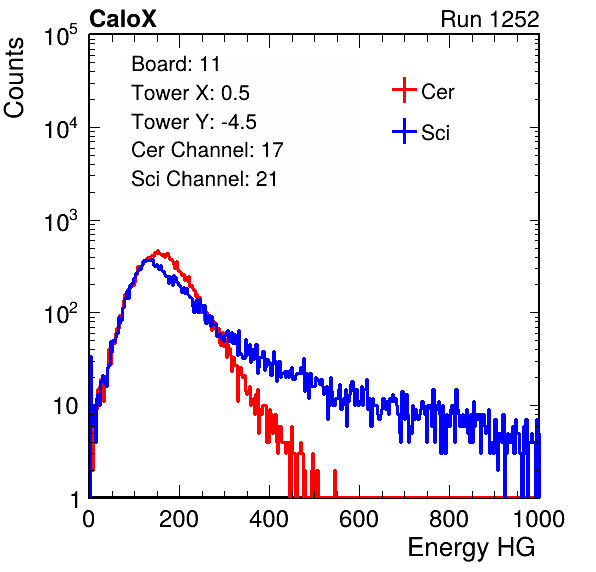 CaloX Run 1252
Counts
Board: 11
Tower X: 0.5
Tower Y: -4.5
Cer Channel: 17
Sci Channel: 21
Cer
Sci
10^5
10^4
10^3
10^2
10
1
0 200 400 600 800 1000
Energy HG